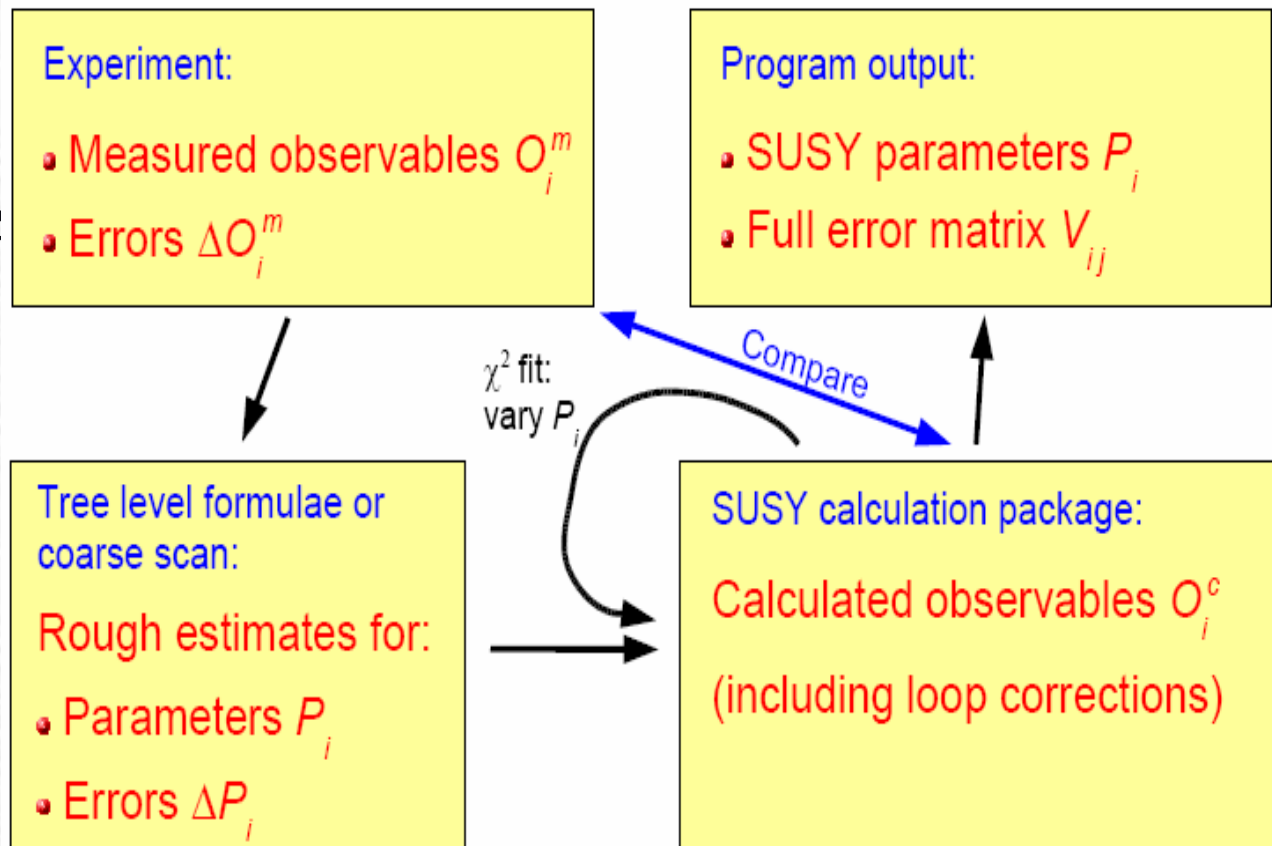 Experiment:
• Measured observables O_i^m
• Errors ΔO_i^m
Program output:
• SUSY parameters P_i
• Full error matrix V_ij
χ² fit:
vary P_i
Compare
Tree level formulae or
coarse scan:
Rough estimates for:
• Parameters P_i
• Errors ΔP_i
SUSY calculation package:
Calculated observables O_i^c
(including loop corrections)